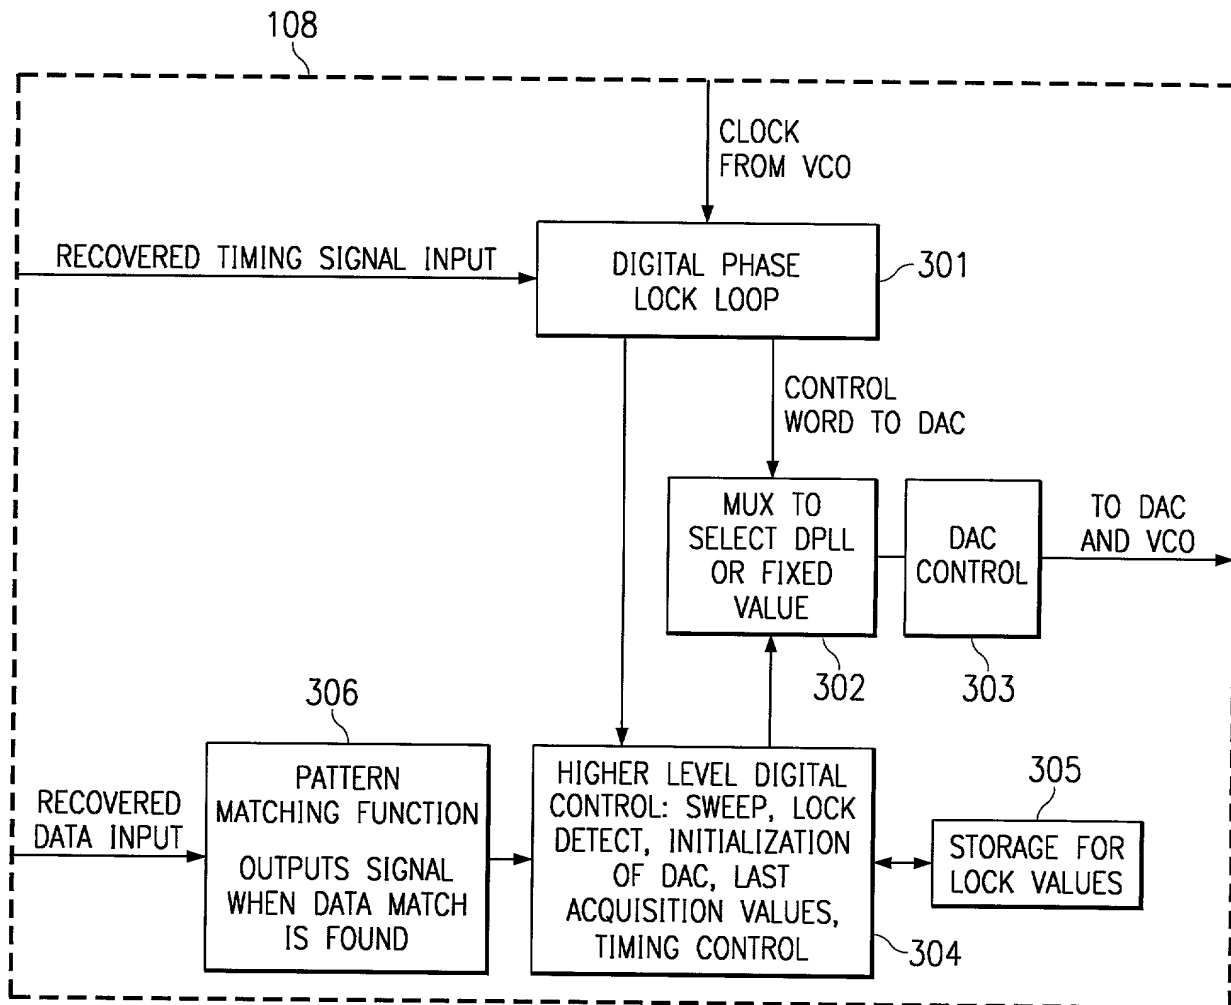 108
CLOCK
FROM VCO
RECOVERED TIMING SIGNAL INPUT
DIGITAL PHASE
LOCK LOOP
301
CONTROL
WORD TO DAC
MUX TO
SELECT DPLL
OR FIXED
VALUE
302
DAC
CONTROL
303
TO DAC
AND VCO
306
RECOVERED
DATA INPUT
PATTERN
MATCHING FUNCTION
OUTPUTS SIGNAL
WHEN DATA MATCH
IS FOUND
HIGHER LEVEL DIGITAL
CONTROL: SWEEP, LOCK
DETECT, INITIALIZATION
OF DAC, LAST
ACQUISITION VALUES,
TIMING CONTROL
304
305
STORAGE FOR
LOCK VALUES